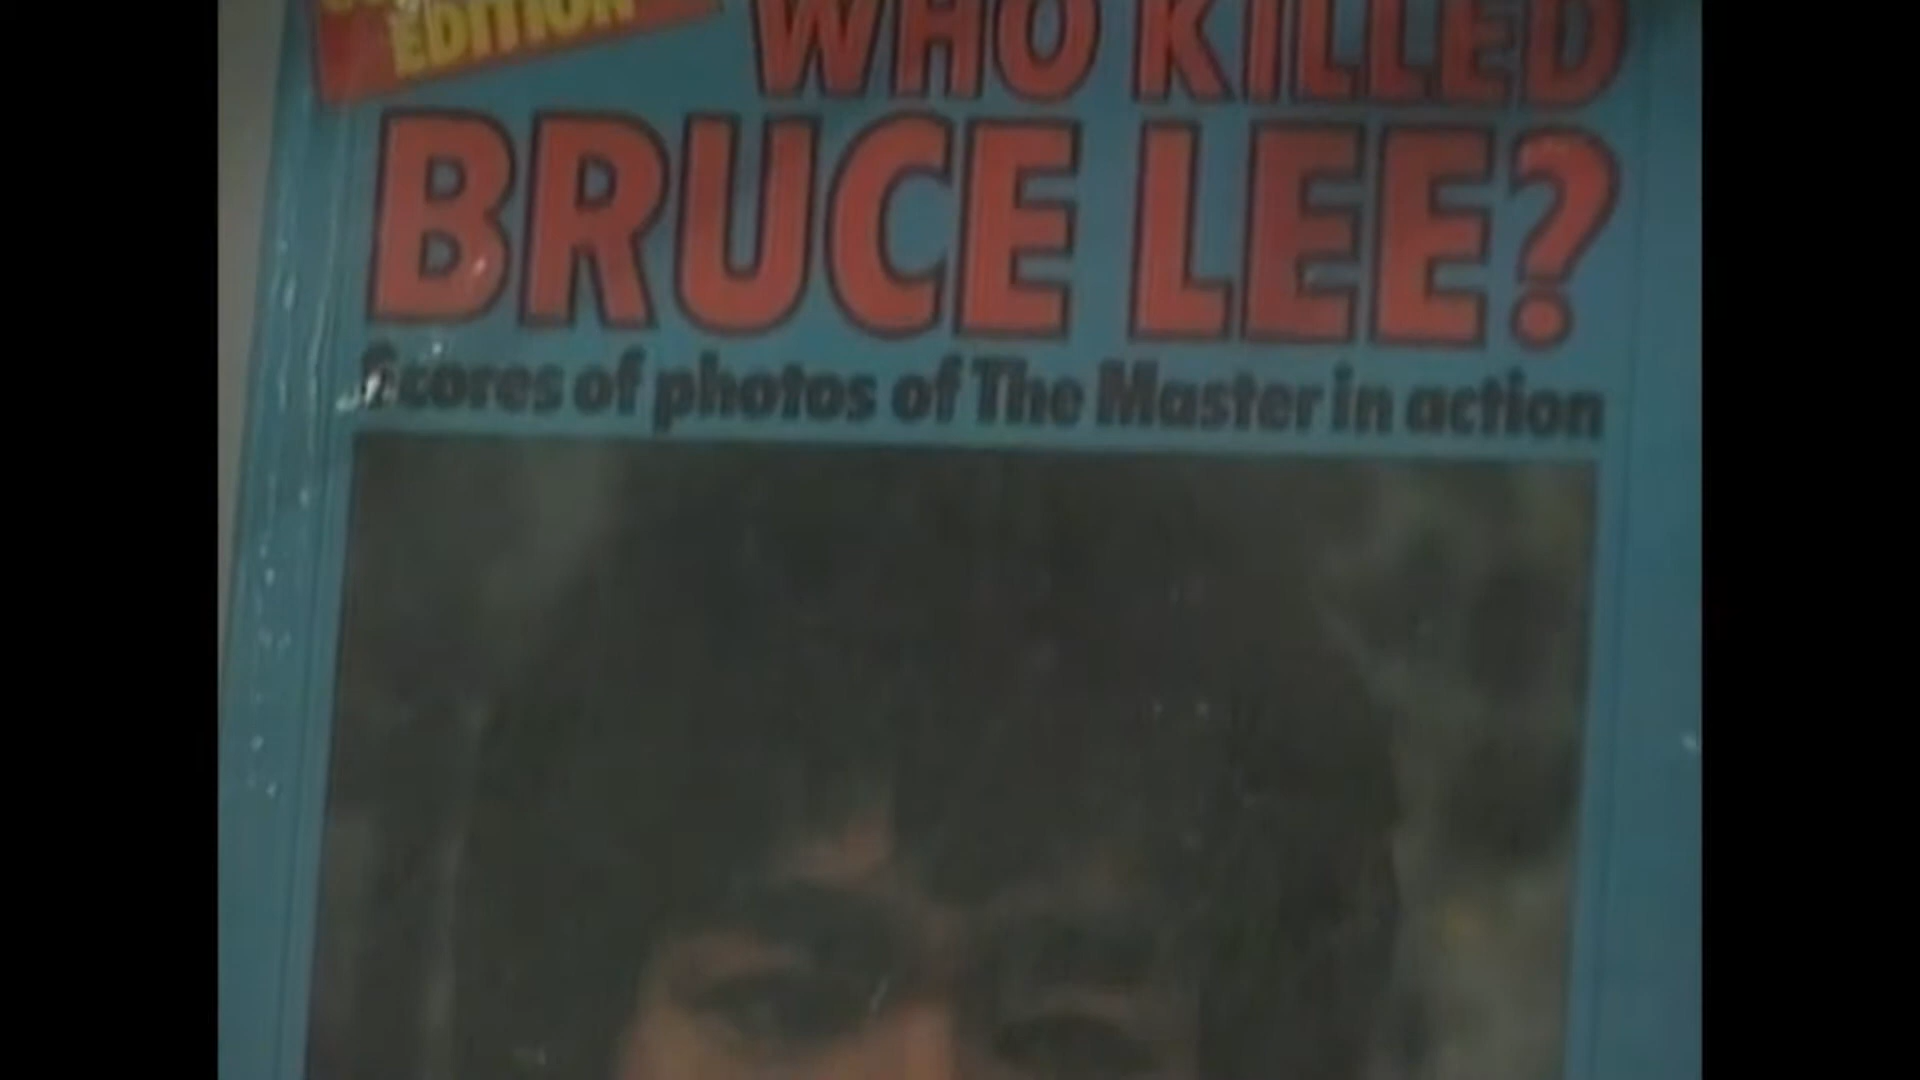 EDITION
WHO KILLED
BRUCE LEE?
Scores of photos of The Master in action